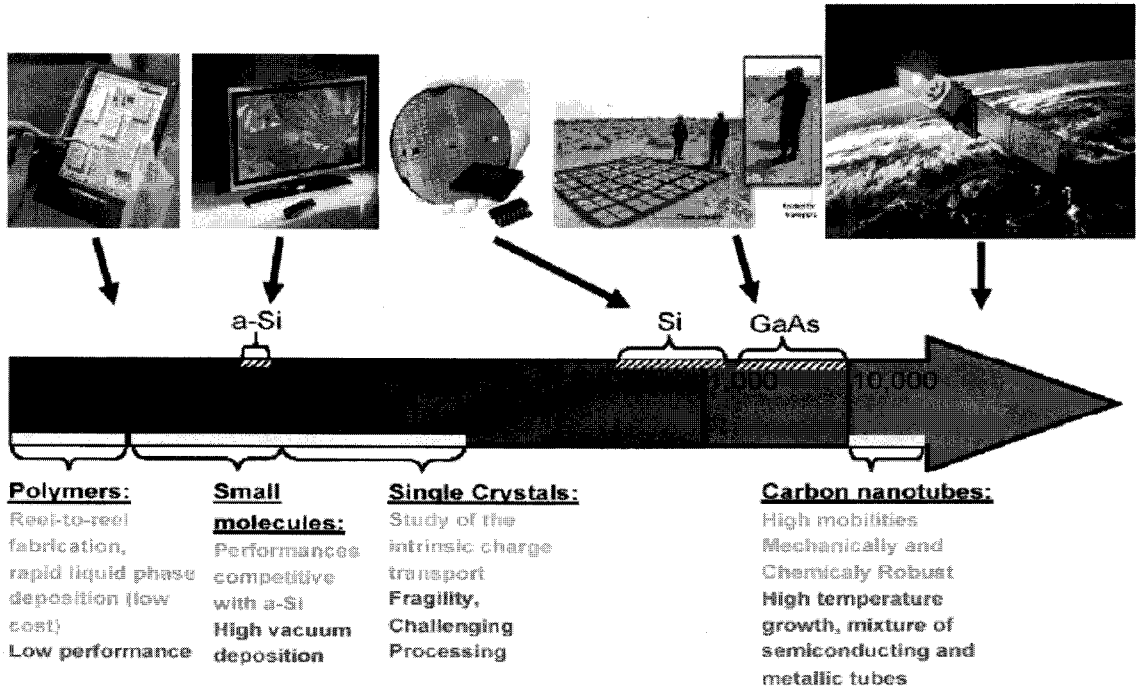 a-Si
Si
GaAs
1,000
10,000
Polymers:
Reel-to-reel
fabrication,
rapid liquid phase
deposition (low
cost)
Low performance
Small
molecules:
Performances
competitive
with a-Si
High vacuum
deposition
Single Crystals:
Study of the
intrinsic charge
transport
Fragility,
Challenging
Processing
Carbon nanotubes:
High mobilities
Mechanically and
Chemicaly Robust
High temperature
growth, mixture of
semiconducting and
metallic tubes